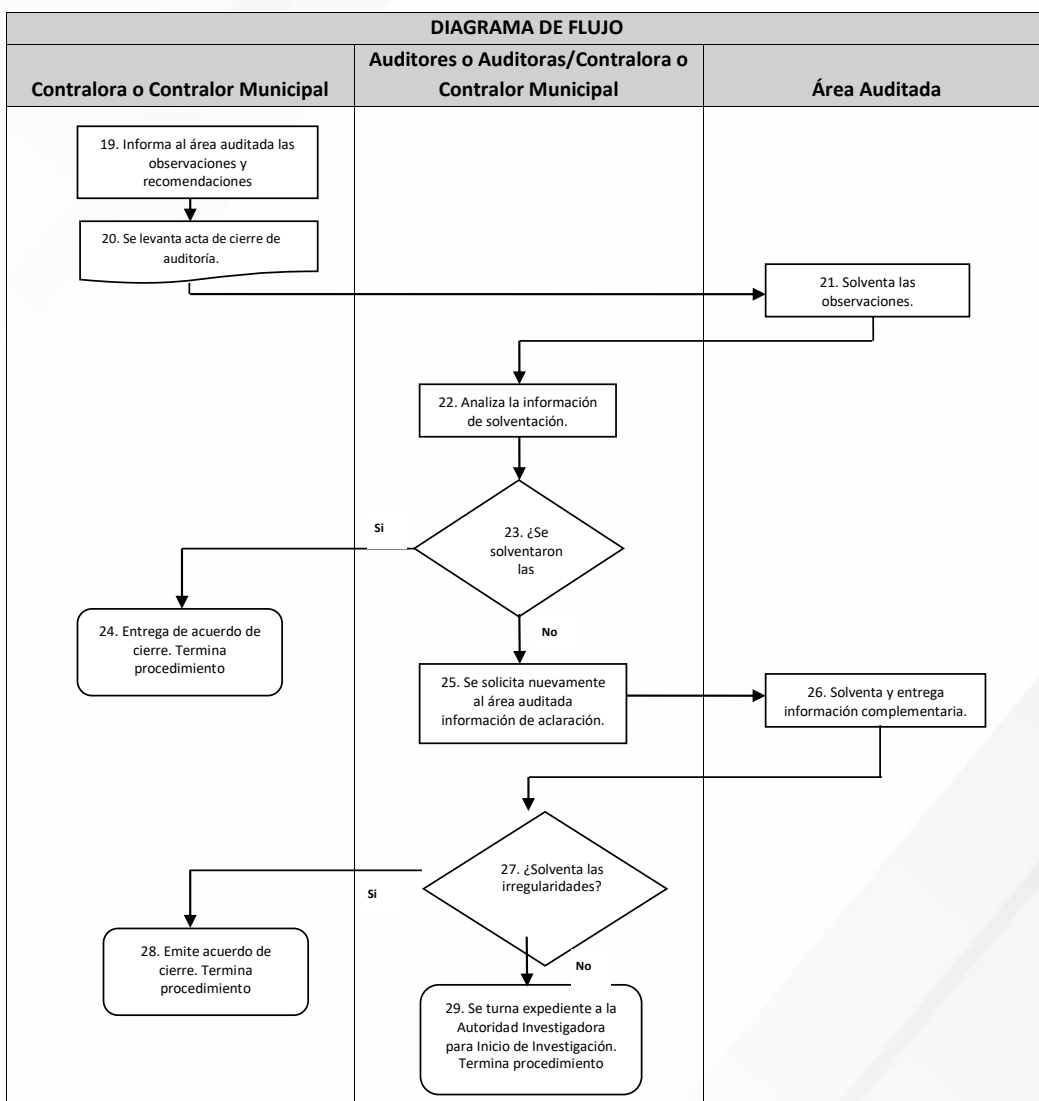 DIAGRAMA DE FLUJO
Contralora o Contralor Municipal
Auditores o Auditoras/Contralora o
Contralor Municipal
Área Auditada
19. Informa al área auditada las
observaciones y
recomendaciones
20. Se levanta acta de cierre de
auditoría.
21. Solventa las
observaciones.
22. Analiza la información
de solventación.
23. ¿Se
solventaron
las
Si
No
24. Entrega de acuerdo de
cierre. Termina
procedimiento
25. Se solicita nuevamente
al área auditada
información de aclaración.
26. Solventa y entrega
información complementaria.
27. ¿Solventa las
irregularidades?
Si
No
28. Emite acuerdo de
cierre. Termina
procedimiento
29. Se turna expediente a la
Autoridad Investigadora
para Inicio de Investigación.
Termina procedimiento